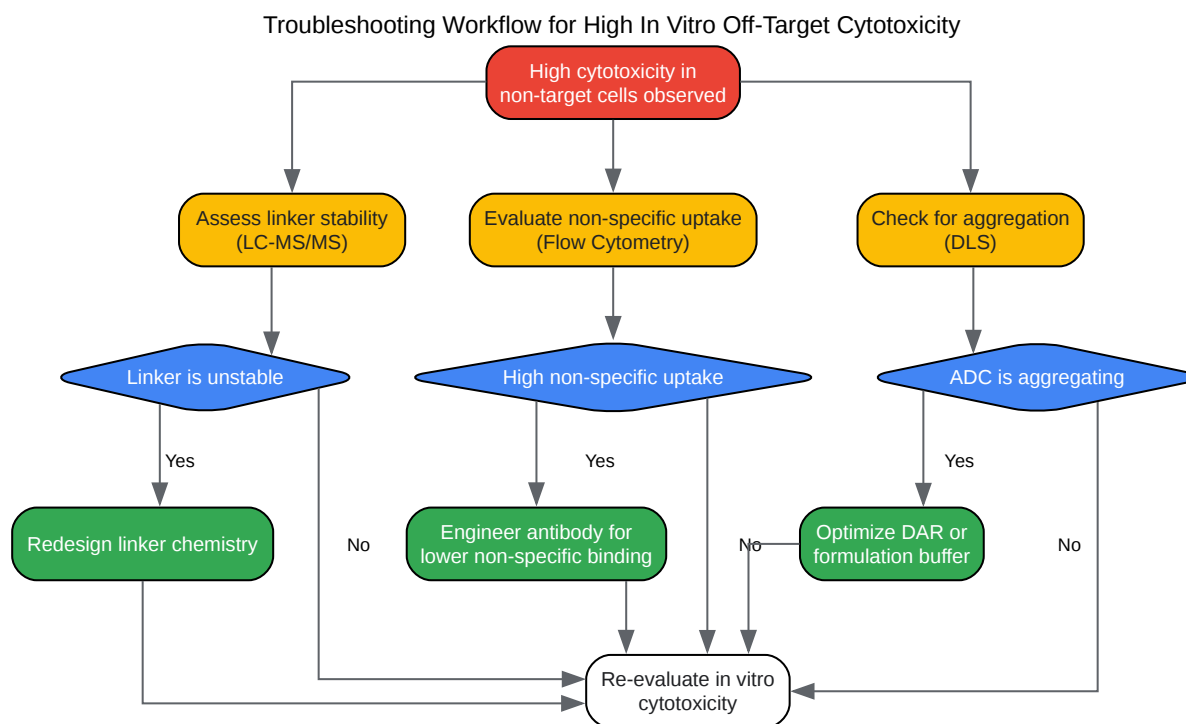 Troubleshooting Workflow for High In Vitro Off-Target Cytotoxicity
High cytotoxicity in
non-target cells observed
Assess linker stability
(LC-MS/MS)
Evaluate non-specific uptake
(Flow Cytometry)
Check for aggregation
(DLS)
Linker is unstable
High non-specific uptake
ADC is aggregating
Yes
Yes
Yes
Redesign linker chemistry
No
Engineer antibody for
lower non-specific binding
No
Optimize DAR or
formulation buffer
No
Re-evaluate in vitro
cytotoxicity